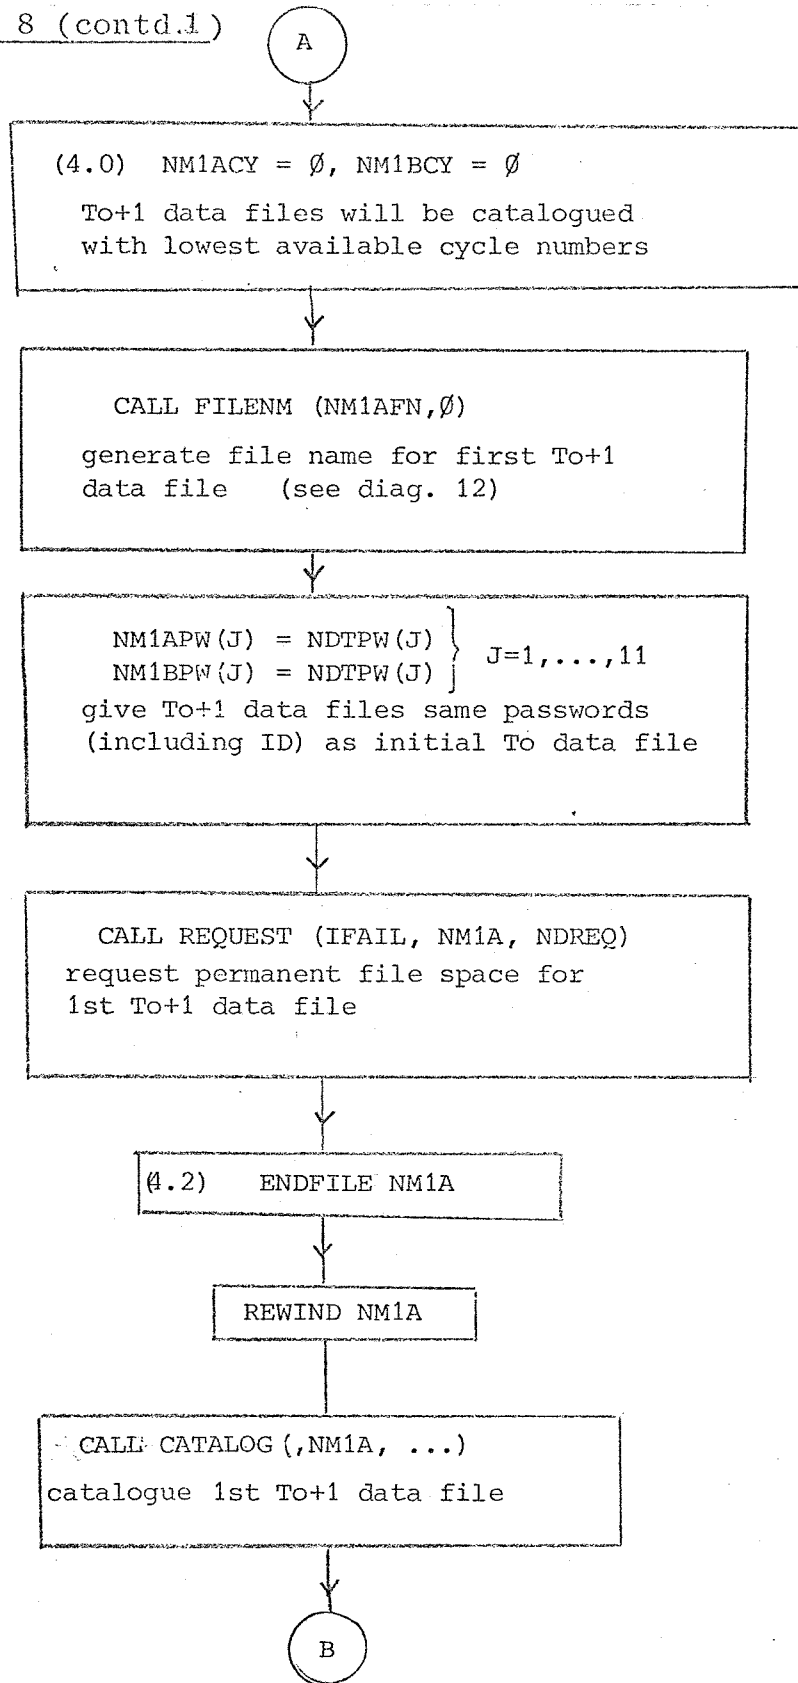 8 (contd.1)
A
(4.0) NM1ACY = Ø, NM1BCY = Ø
To+1 data files will be catalogued
with lowest available cycle numbers
CALL FILENM (NM1AFN,Ø)
generate file name for first To+1
data file (see diag. 12)
NM1APW(J) = NDTPW(J)
NM1BPW(J) = NDTPW(J)
J=1,...,11
give To+1 data files same passwords
(including ID) as initial To data file
CALL REQUEST (IFAIL, NM1A, NDREQ)
request permanent file space for
1st To+1 data file
(4.2) ENDFILE NM1A
REWIND NM1A
CALL CATALOG (,NM1A, ...)
catalogue 1st To+1 data file
B